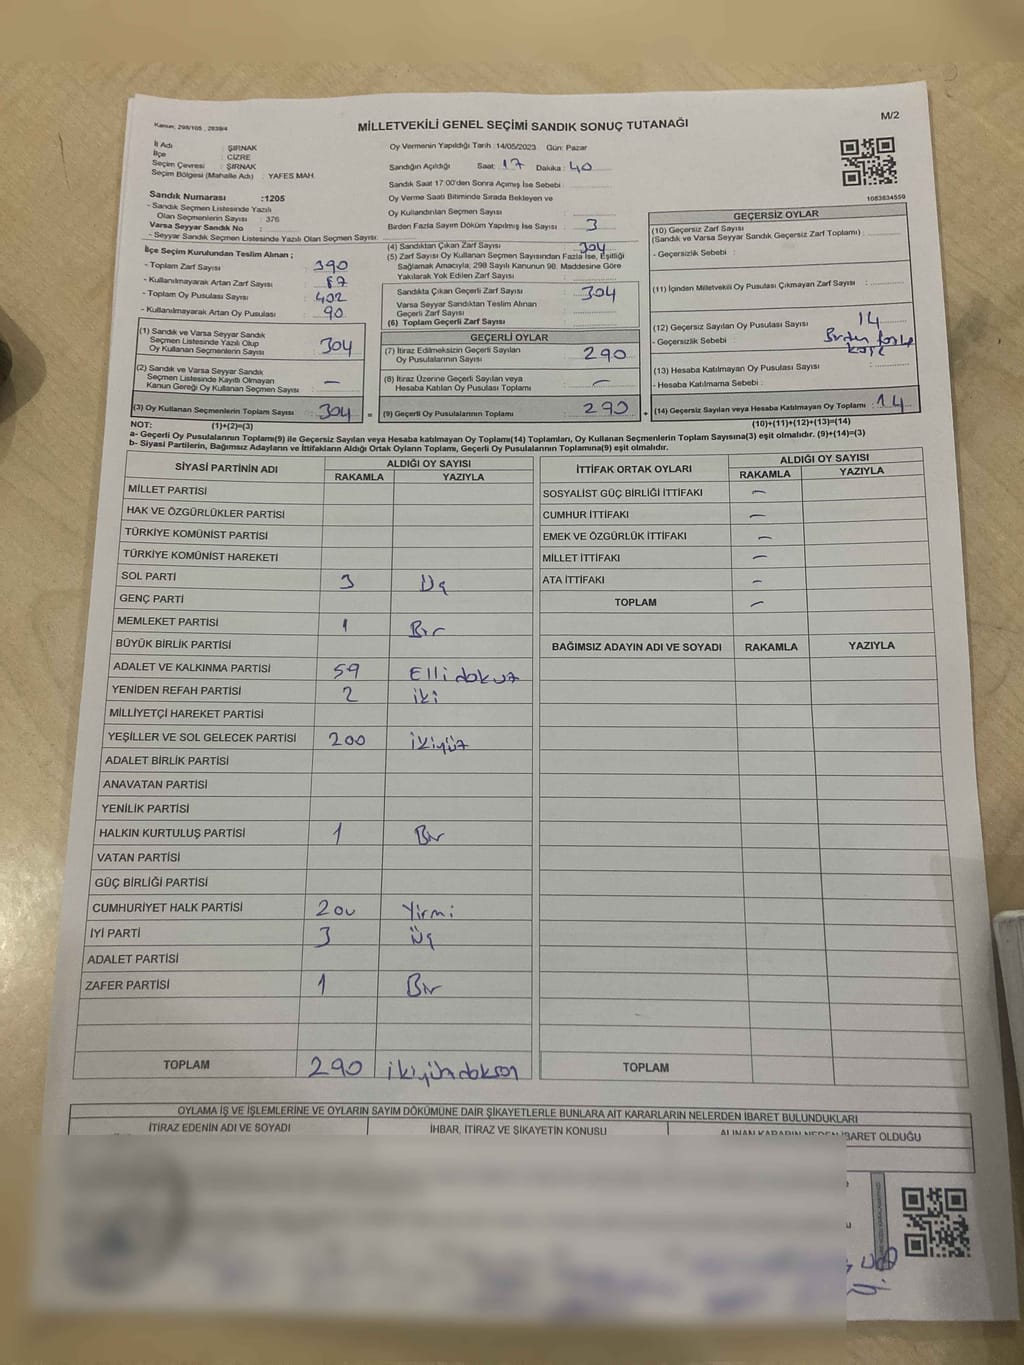 Kanun: 298/105 , 2839/4
MİLLETVEKİLİ GENEL SEÇİMİ SANDIK SONUÇ TUTANAĞI
M/2
İl Adı : ŞIRNAK
İlçe : CİZRE
Seçim Çevresi : ŞIRNAK
Seçim Bölgesi (Mahalle Adı) : YAFES MAH.
Sandık Numarası :1205
- Sandık Seçmen Listesinde Yazılı
Olan Seçmenlerin Sayısı : 376
Varsa Seyyar Sandık No :
- Seyyar Sandık Seçmen Listesinde Yazılı Olan Seçmen Sayısı:
İlçe Seçim Kurulundan Teslim Alınan ;
- Toplam Zarf Sayısı : 390
- Kullanılmayarak Artan Zarf Sayısı : 87
- Toplam Oy Pusulası Sayısı : 402
- Kullanılmayarak Artan Oy Pusulası : 90
(1) Sandık ve Varsa Seyyar Sandık
Seçmen Listesinde Yazılı Olup
Oy Kullanan Seçmenlerin Sayısı : 304
(2) Sandık ve Varsa Seyyar Sandık
Seçmen Listesinde Kayıtlı Olmayan
Kanun Gereği Oy Kullanan Seçmen Sayısı : —
(3) Oy Kullanan Seçmenlerin Toplam Sayısı : 304 =
Oy Vermenin Yapıldığı Tarih :14/05/2023 Gün: Pazar
Sandığın Açıldığı Saat: 17 Dakika : 40
Sandık Saat 17:00'den Sonra Açımış İse Sebebi :
Oy Verme Saati Bitiminde Sırada Bekleyen ve
Oy Kullandırılan Seçmen Sayısı :
Birden Fazla Sayım Döküm Yapılmış İse Sayısı : 3
(4) Sandıktan Çıkan Zarf Sayısı : 304
(5) Zarf Sayısı Oy Kullanan Seçmen Sayısından Fazla İse, Eşitliği
Sağlamak Amacıyla, 298 Sayılı Kanunun 98. Maddesine Göre
Yakılarak Yok Edilen Zarf Sayısı :
Sandıkta Çıkan Geçerli Zarf Sayısı : 304
Varsa Seyyar Sandıktan Teslim Alınan
Geçerli Zarf Sayısı :
(6) Toplam Geçerli Zarf Sayısı :
GEÇERLİ OYLAR
(7) İtiraz Edilmeksizin Geçerli Sayılan
Oy Pusulalarının Sayısı : 290
(8) İtiraz Üzerine Geçerli Sayılan veya
Hesaba Katılan Oy Pusulası Sayısı : —
(9) Geçerli Oy Pusulalarının Toplamı : 290 +
1083634559
GEÇERSİZ OYLAR
(10) Geçersiz Zarf Sayısı
(Sandık ve Varsa Seyyar Sandık Geçersiz Zarf Toplamı) :
- Geçersizlik Sebebi :
(11) İçinden Milletvekili Oy Pusulası Çıkmayan Zarf Sayısı :
(12) Geçersiz Sayılan Oy Pusulası Sayısı : 14
- Geçersizlik Sebebi :
(13) Hesaba Katılmayan Oy Pusulası Sayısı :
- Hesaba Katılmama Sebebi :
(14) Geçersiz Sayılan veya Hesaba Katılmayan Oy Toplamı : 14
NOT: (1)+(2)=(3) (10)+(11)+(12)+(13)=(14)
a- Geçerli Oy Pusulalarının Toplamı(9) ile Geçersiz Sayılan veya Hesaba katılmayan Oy Toplamı(14) Toplamları, Oy Kullanan Seçmenlerin Toplam Sayısına(3) eşit olmalıdır. (9)+(14)=(3)
b- Siyasi Partilerin, Bağımsız Adayların ve İttifakların Aldığı Ortak Oyların Toplamı, Geçerli Oy Pusulalarının Toplamına(9) eşit olmalıdır.
SİYASİ PARTİNİN ADI ALDIĞI OY SAYISI
RAKAMLA YAZIYLA
MİLLET PARTİSİ
HAK VE ÖZGÜRLÜKLER PARTİSİ
TÜRKİYE KOMÜNİST PARTİSİ
TÜRKİYE KOMÜNİST HAREKETİ
SOL PARTİ 3 Üç
GENÇ PARTİ
MEMLEKET PARTİSİ 1 Bir
BÜYÜK BİRLİK PARTİSİ
ADALET VE KALKINMA PARTİSİ 59 Elli dokuz
YENİDEN REFAH PARTİSİ 2 iki
MİLLİYETÇİ HAREKET PARTİSİ
YEŞİLLER VE SOL GELECEK PARTİSİ 200 ikiyüz
ADALET BİRLİK PARTİSİ
ANAVATAN PARTİSİ
YENİLİK PARTİSİ
HALKIN KURTULUŞ PARTİSİ 1 Bir
VATAN PARTİSİ
GÜÇ BİRLİĞİ PARTİSİ
CUMHURİYET HALK PARTİSİ Yirmi
İYİ PARTİ 3 Üç
ADALET PARTİSİ
ZAFER PARTİSİ 1 Bir
TOPLAM 290 ikiyüzdoksan
İTTİFAK ORTAK OYLARI ALDIĞI OY SAYISI
RAKAMLA YAZIYLA
SOSYALİST GÜÇ BİRLİĞİ İTTİFAKI —
CUMHUR İTTİFAKI —
EMEK VE ÖZGÜRLÜK İTTİFAKI —
MİLLET İTTİFAKI —
ATA İTTİFAKI —
TOPLAM —
BAĞIMSIZ ADAYIN ADI VE SOYADI RAKAMLA YAZIYLA
TOPLAM
OYLAMA İŞ VE İŞLEMLERİNE VE OYLARIN SAYIM DÖKÜMÜNE DAİR ŞİKAYETLERLE BUNLARA AİT KARARLARIN NELERDEN İBARET BULUNDUKLARI
İTİRAZ EDENİN ADI VE SOYADI İHBAR, İTİRAZ VE ŞİKAYETİN KONUSU ALINAN KARARIN NEDEN İBARET OLDUĞU